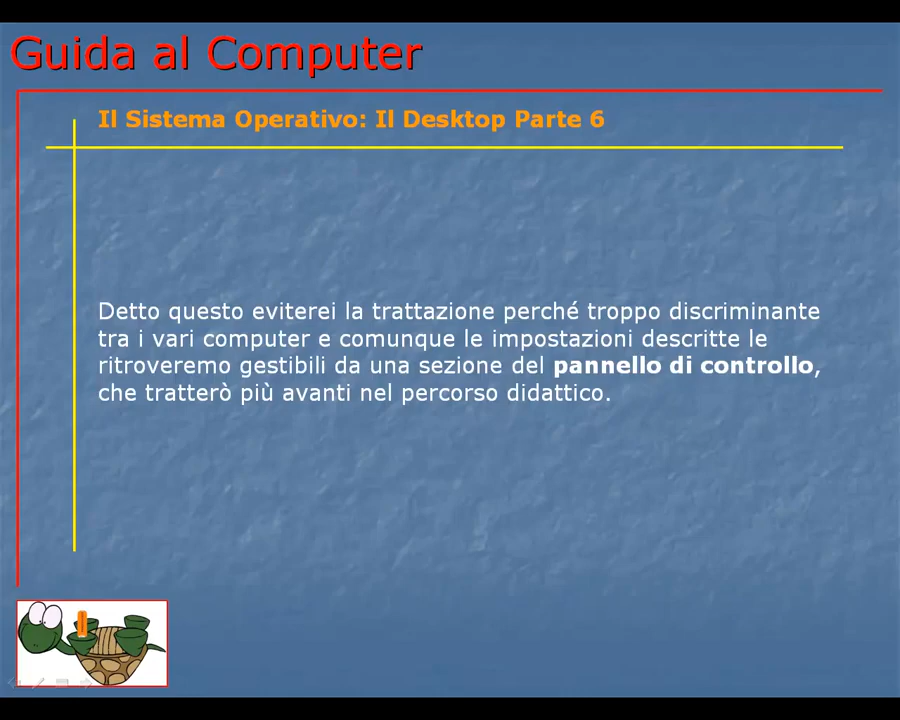 Guida al Computer
Il Sistema Operativo: Il Desktop Parte 6
Detto questo eviterei la trattazione perché troppo discriminante
tra i vari computer e comunque le impostazioni descritte le
ritroveremo gestibili da una sezione del pannello di controllo,
che tratterò più avanti nel percorso didattico.